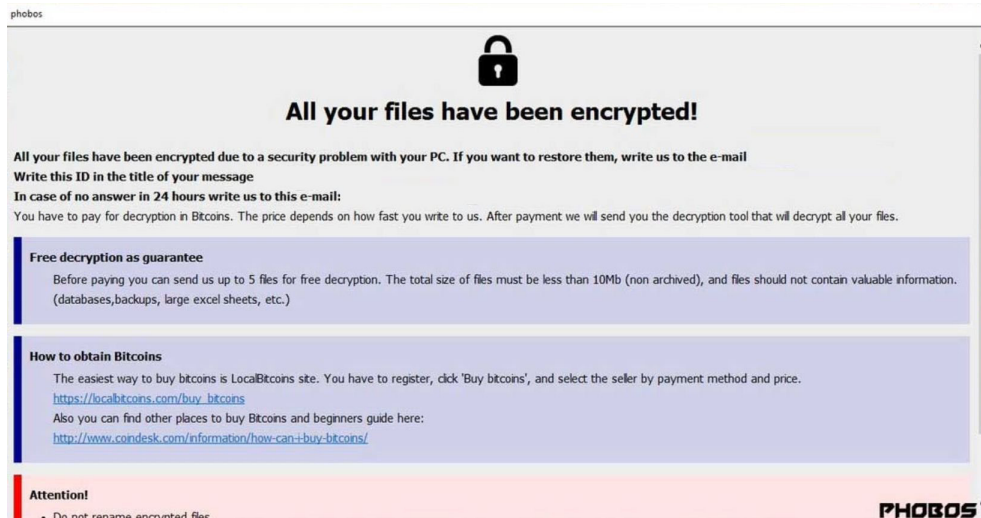 phobos
All your files have been encrypted!
All your files have been encrypted due to a security problem with your PC. If you want to restore them, write us to the e-mail
Write this ID in the title of your message
In case of no answer in 24 hours write us to this e-mail:
You have to pay for decryption in Bitcoins. The price depends on how fast you write to us. After payment we will send you the decryption tool that will decrypt all your files.
Free decryption as guarantee
Before paying you can send us up to 5 files for free decryption. The total size of files must be less than 10Mb (non archived), and files should not contain valuable information.
(databases,backups, large excel sheets, etc.)
How to obtain Bitcoins
The easiest way to buy bitcoins is LocalBitcoins site. You have to register, click 'Buy bitcoins', and select the seller by payment method and price.
https://localbitcoins.com/buy_bitcoins
Also you can find other places to buy Bitcoins and beginners guide here:
http://www.coindesk.com/information/how-can-i-buy-bitcoins/
Attention!
• Do not rename encrypted files.
PHOBOS